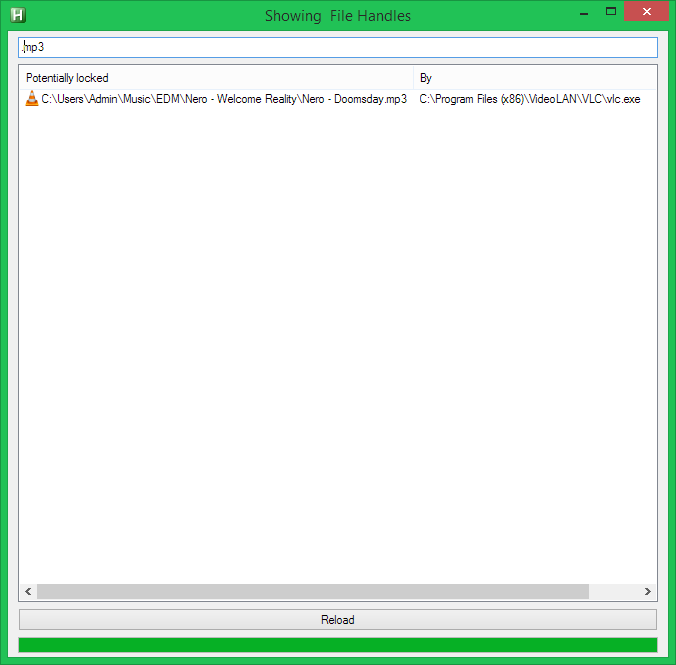 H
Showing  File Handles
.mp3
Potentially locked By
C:\Users\Admin\Music\EDM\Nero - Welcome Reality\Nero - Doomsday.mp3 C:\Program Files (x86)\VideoLAN\VLC\vlc.exe
Reload